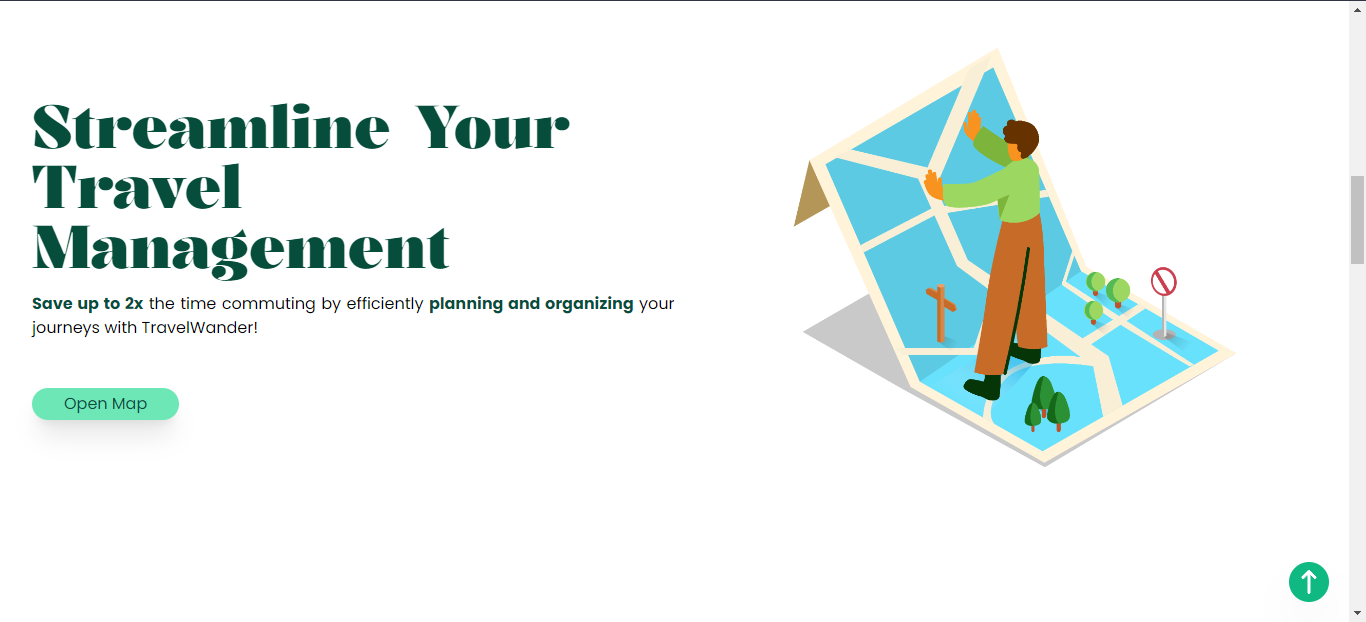 Streamline Your
Travel
Management
Save up to 2x the time commuting by efficiently planning and organizing your
journeys with TravelWander!
Open Map